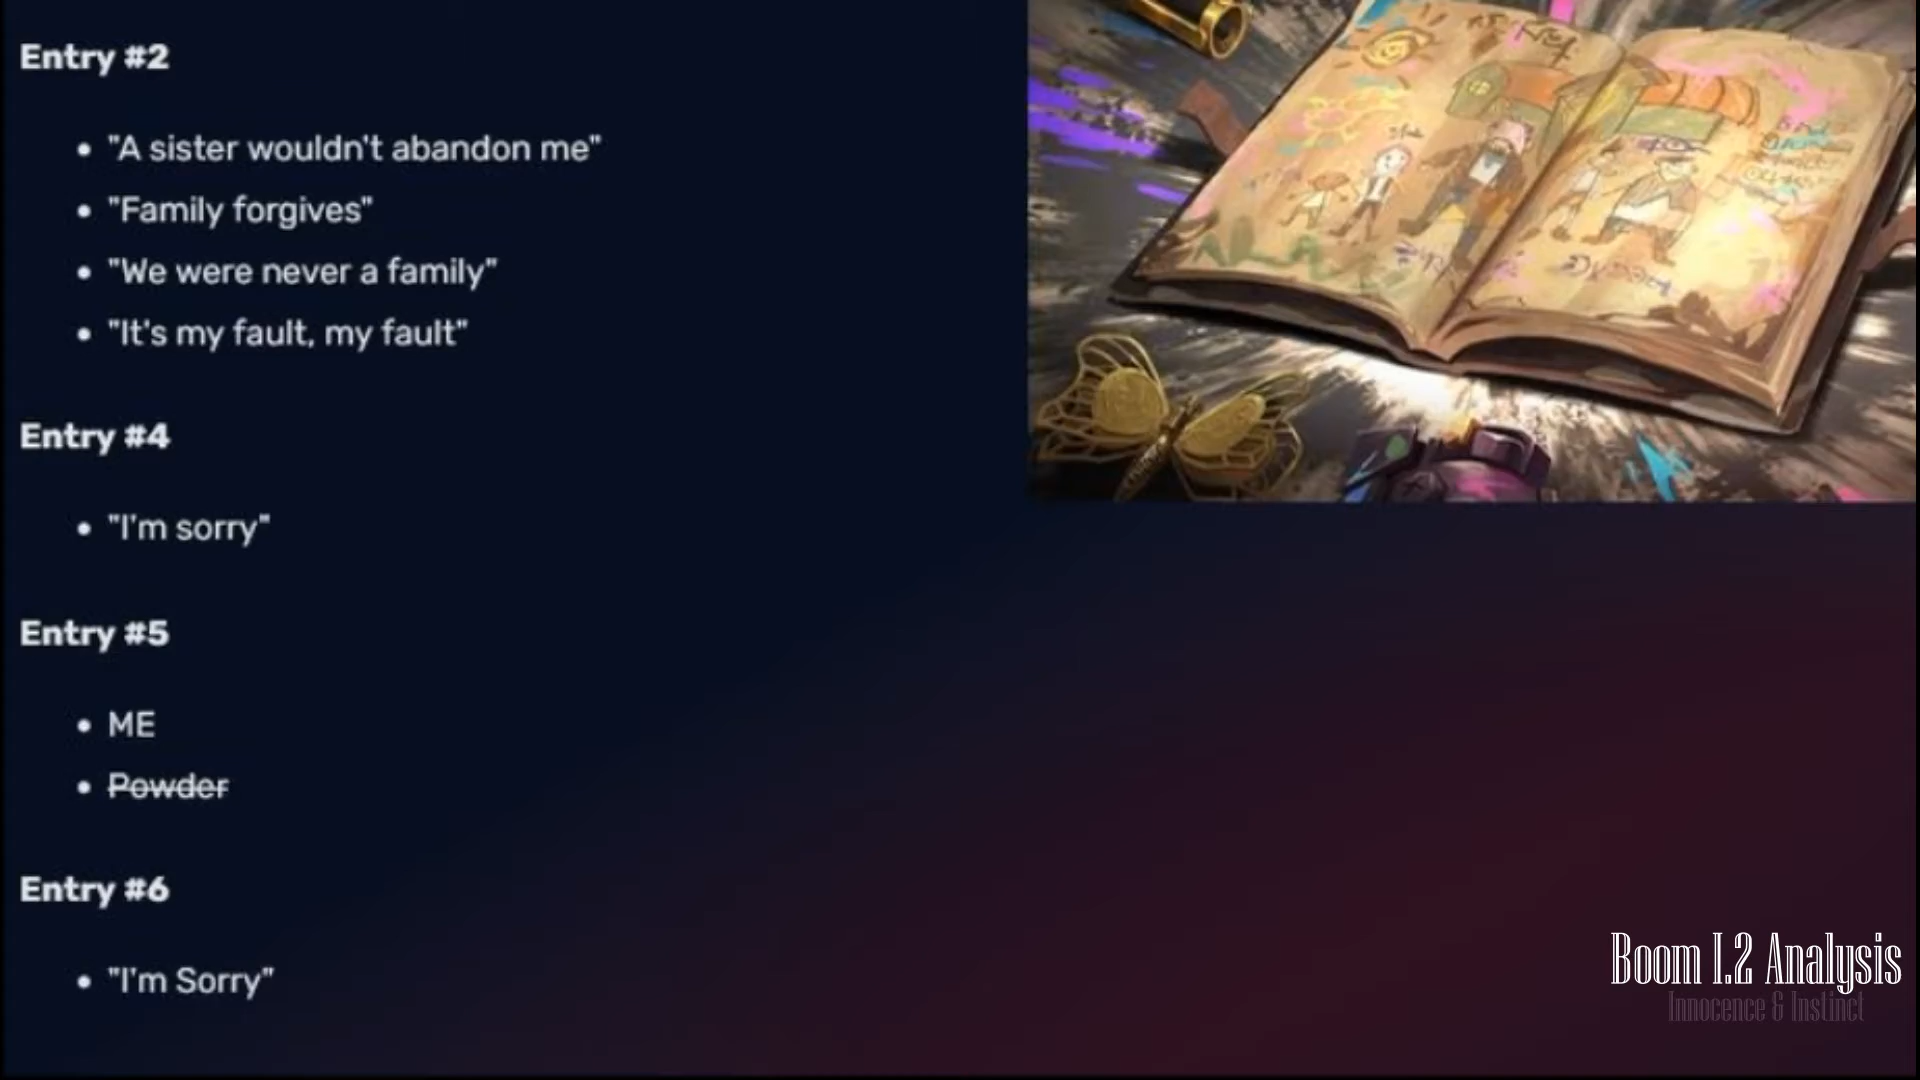 Entry #2
• "A sister wouldn't abandon me"
• "Family forgives"
• "We were never a family"
• "It's my fault, my fault"
Entry #4
• "I'm sorry"
Entry #5
• ME
• Powder
Entry #6
• "I'm Sorry"
Boom I.2 Analysis
Innocence & Instinct